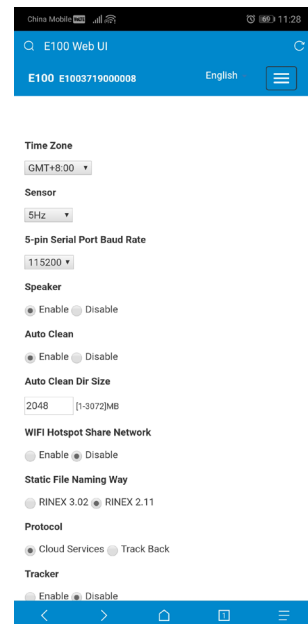 China Mobile HD 69 11:28
E100 Web UI
E100 E1003719000008 English
Time Zone
GMT+8:00
Sensor
5Hz
5-pin Serial Port Baud Rate
115200
Speaker
Enable Disable
Auto Clean
Enable Disable
Auto Clean Dir Size
2048 [1-3072]MB
WIFI Hotspot Share Network
Enable Disable
Static File Naming Way
RINEX 3.02 RINEX 2.11
Protocol
Cloud Services Track Back
Tracker
Enable Disable
1